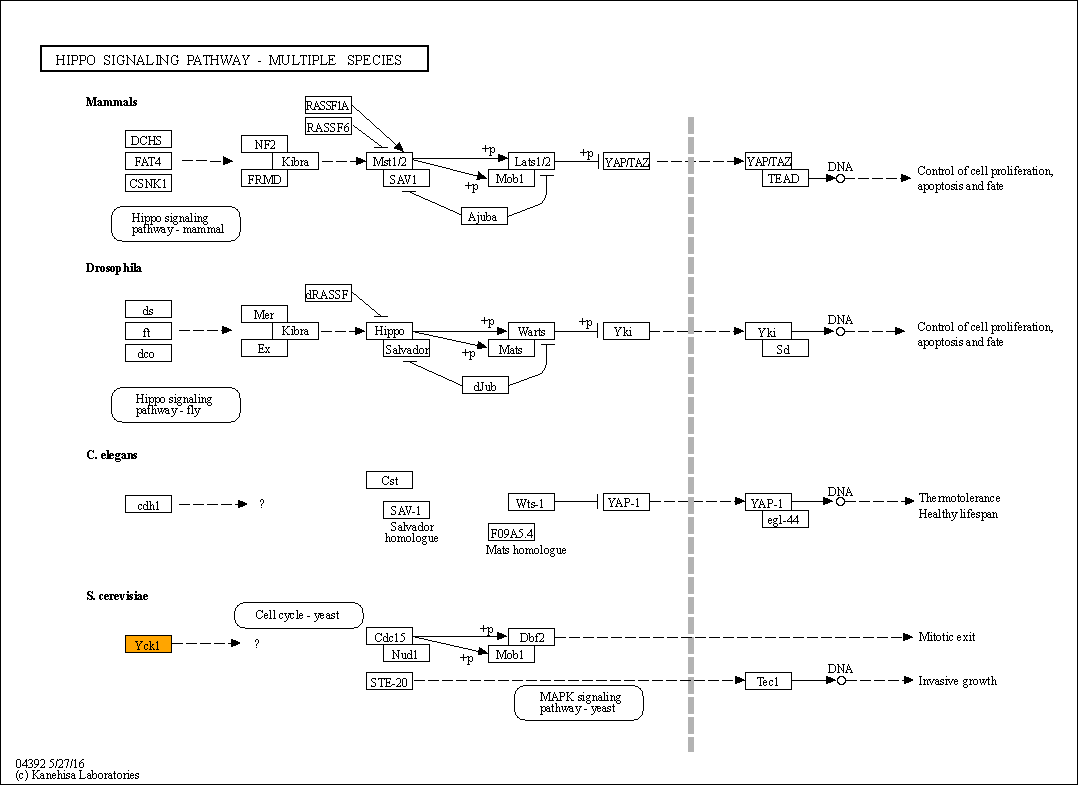 HIPPO SIGNALING PATHWAY - MULTIPLE SPECIES
Mammals
RASSF1A
RASSF6
DCHS
FAT4
CSNK1
NF2
Kibra
FRMD
Mst1/2
SAV1
+p
+p
Lats1/2
Mob1
+p
YAP/TAZ
YAP/TAZ
TEAD
DNA
Control of cell proliferation,
apoptosis and fate
Ajuba
Hippo signaling
pathway - mammal
Drosophila
dRASSF
ds
ft
dco
Mer
Kibra
Ex
Hippo
Salvador
+p
+p
Warts
Mats
+p
Yki
Yki
Sd
DNA
Control of cell proliferation,
apoptosis and fate
dJub
Hippo signaling
pathway - fly
C. elegans
cdh1
?
Cst
SAV-1
Salvador
homologue
Wts-1
F09A5.4
Mats homologue
YAP-1
YAP-1
egl-44
DNA
Thermotolerance
Healthy lifespan
S. cerevisiae
Cell cycle - yeast
Yck1
?
Cdc15
Nud1
+p
+p
Dbf2
Mob1
Mitotic exit
STE-20
MAPK signaling
pathway - yeast
Tec1
DNA
Invasive growth
04392 5/27/16
(c) Kanehisa Laboratories